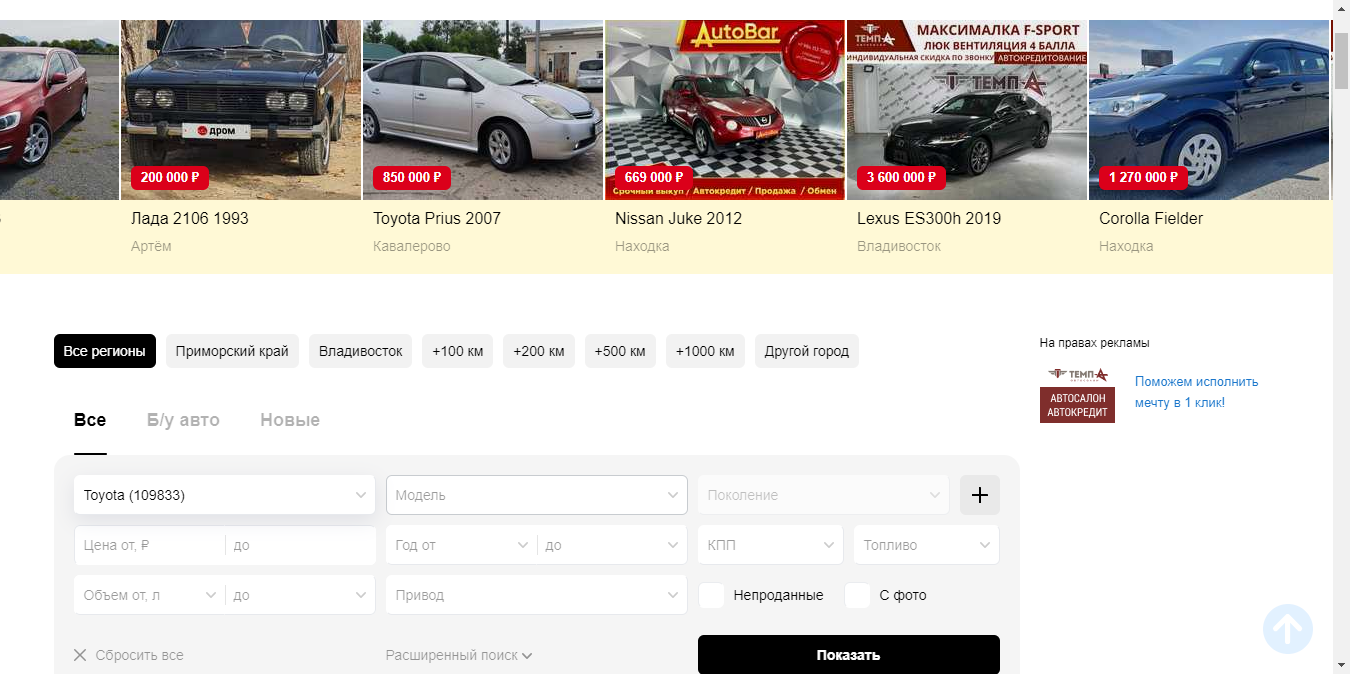 AutoBar
ТЕМП-А
МАКСИМАЛКА F-SPORT
ЛЮК ВЕНТИЛЯЦИЯ 4 БАЛЛА
ИНДИВИДУАЛЬНАЯ СКИДКА ПО ЗВОНКУ АВТОКРЕДИТОВАНИЕ
ТЕМП-А
дром
AutoBar
200 000 ₽
850 000 ₽
669 000 ₽
3 600 000 ₽
1 270 000 ₽
Срочный выкуп / Автокредит / Продажа / Обмен
Лада 2106 1993
Toyota Prius 2007
Nissan Juke 2012
Lexus ES300h 2019
Corolla Fielder
Артём
Кавалерово
Находка
Владивосток
Находка
Все регионы
Приморский край
Владивосток
+100 км
+200 км
+500 км
+1000 км
Другой город
На правах рекламы
ТЕМП-А
АВТОСАЛОН
АВТОКРЕДИТ
Поможем исполнить
мечту в 1 клик!
Все
Б/у авто
Новые
Toyota (109833)
Модель
Поколение
Цена от, ₽
до
Год от
до
КПП
Топливо
Объем от, л
до
Привод
Непроданные
С фото
Сбросить все
Расширенный поиск
Показать